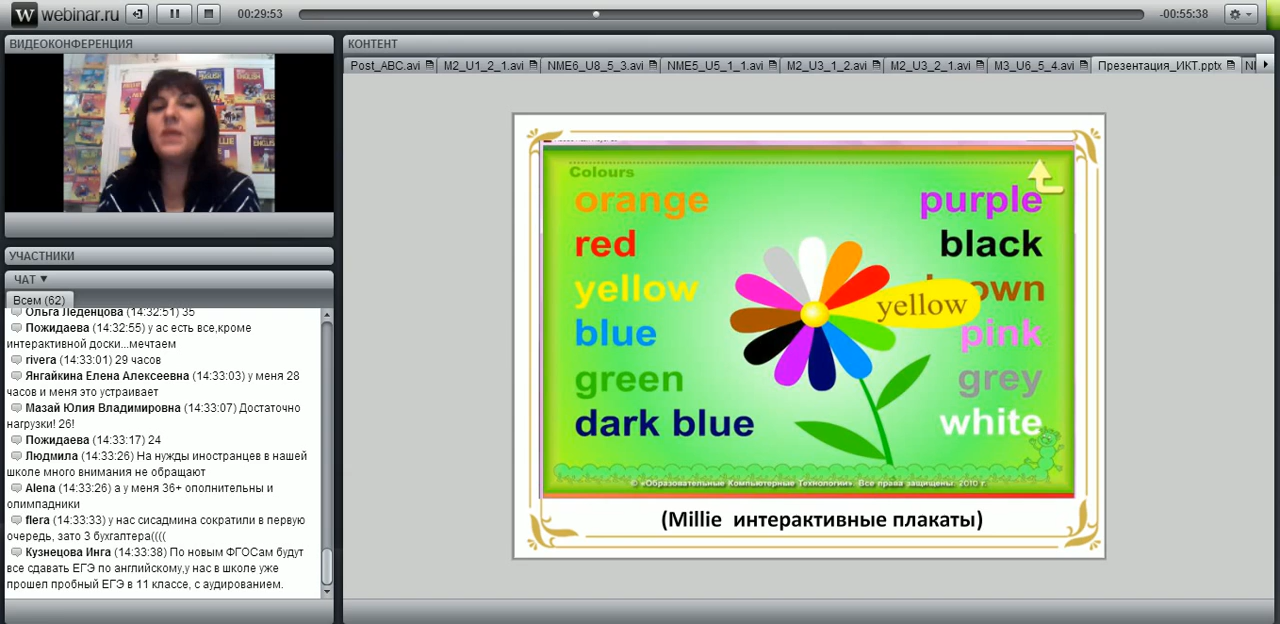 webinar.ru
00:29:53
-00:55:38
ВИДЕОКОНФЕРЕНЦИЯ
УЧАСТНИКИ
ЧАТ ▼
Всем (62)
Ольга Леденцова (14:32:51) 35
Пожидаева (14:32:55) у ас есть все,кроме
интерактивной доски...мечтаем
rivera (14:33:01) 29 часов
Янгайкина Елена Алексеевна (14:33:03) у меня 28
часов и меня это устраивает
Мазай Юлия Владимировна (14:33:07) Достаточно
нагрузки! 26!
Пожидаева (14:33:17) 24
Людмила (14:33:26) На нужды иностранцев в нашей
школе много внимания не обращают
Alena (14:33:26) а у меня 36+ ополнительны и
олимпадники
flera (14:33:33) у нас сисадмина сократили в первую
очередь, зато 3 бухгалтера((((
Кузнецова Инга (14:33:38) По новым ФГОСам будут
все сдавать ЕГЭ по английскому,у нас в школе уже
прошел пробный ЕГЭ в 11 классе, с аудированием.
КОНТЕНТ
Post_ABC.avi M2_U1_2_1.avi NME6_U8_5_3.avi NME5_U5_1_1.avi M2_U3_1_2.avi M2_U3_2_1.avi M3_U6_5_4.avi Презентация_ИКТ.pptx
Colours
orange
red
yellow
blue
green
dark blue
yellow
purple
black
pink
grey
white
© «Образовательные Компьютерные Технологии». Все права защищены. 2010 г.
(Millie интерактивные плакаты)